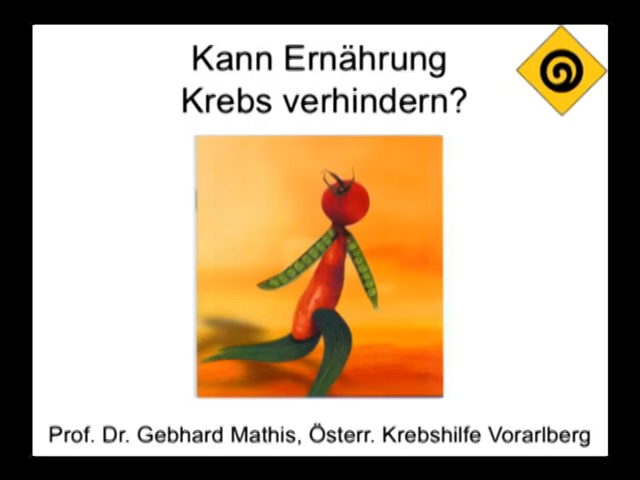 Kann Ernährung
Krebs verhindern?
Prof. Dr. Gebhard Mathis, Österr. Krebshilfe Vorarlberg